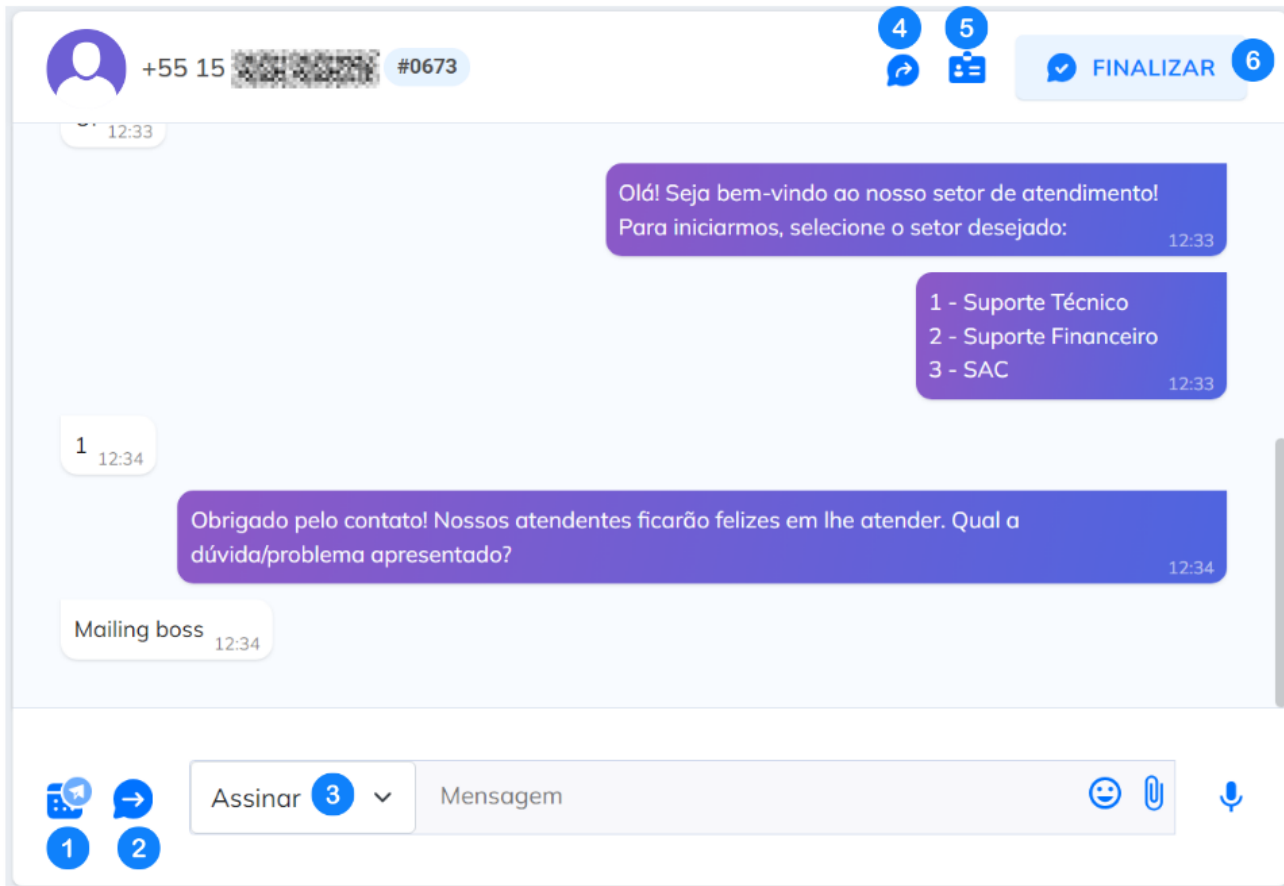 4 5
+55 15 #0673 FINALIZAR 6
12:33
Olá! Seja bem-vindo ao nosso setor de atendimento!
Para iniciarmos, selecione o setor desejado:
12:33
1 - Suporte Técnico
2 - Suporte Financeiro
3 - SAC
12:33
1 12:34
Obrigado pelo contato! Nossos atendentes ficarão felizes em lhe atender. Qual a
dúvida/problema apresentado?
12:34
Mailing boss 12:34
Assinar 3 Mensagem
1 2